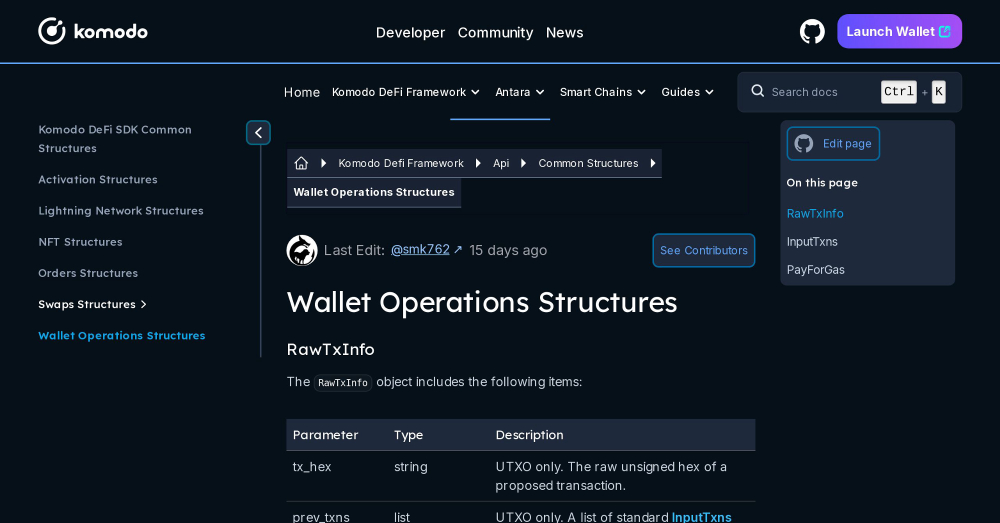 komodo
Developer Community News
Launch Wallet
Home Komodo DeFi Framework Antara Smart Chains Guides
Search docs Ctrl + K
Komodo DeFi SDK Common
Structures
Activation Structures
Lightning Network Structures
NFT Structures
Orders Structures
Swaps Structures
Wallet Operations Structures
Komodo Defi Framework Api Common Structures
Wallet Operations Structures
Last Edit: @smk762 ↗ 15 days ago
See Contributors
Wallet Operations Structures
RawTxInfo
The RawTxInfo object includes the following items:
Parameter Type Description
tx_hex string UTXO only. The raw unsigned hex of a
proposed transaction.
prev_txns list UTXO only. A list of standard InputTxns
Edit page
On this page
RawTxInfo
InputTxns
PayForGas